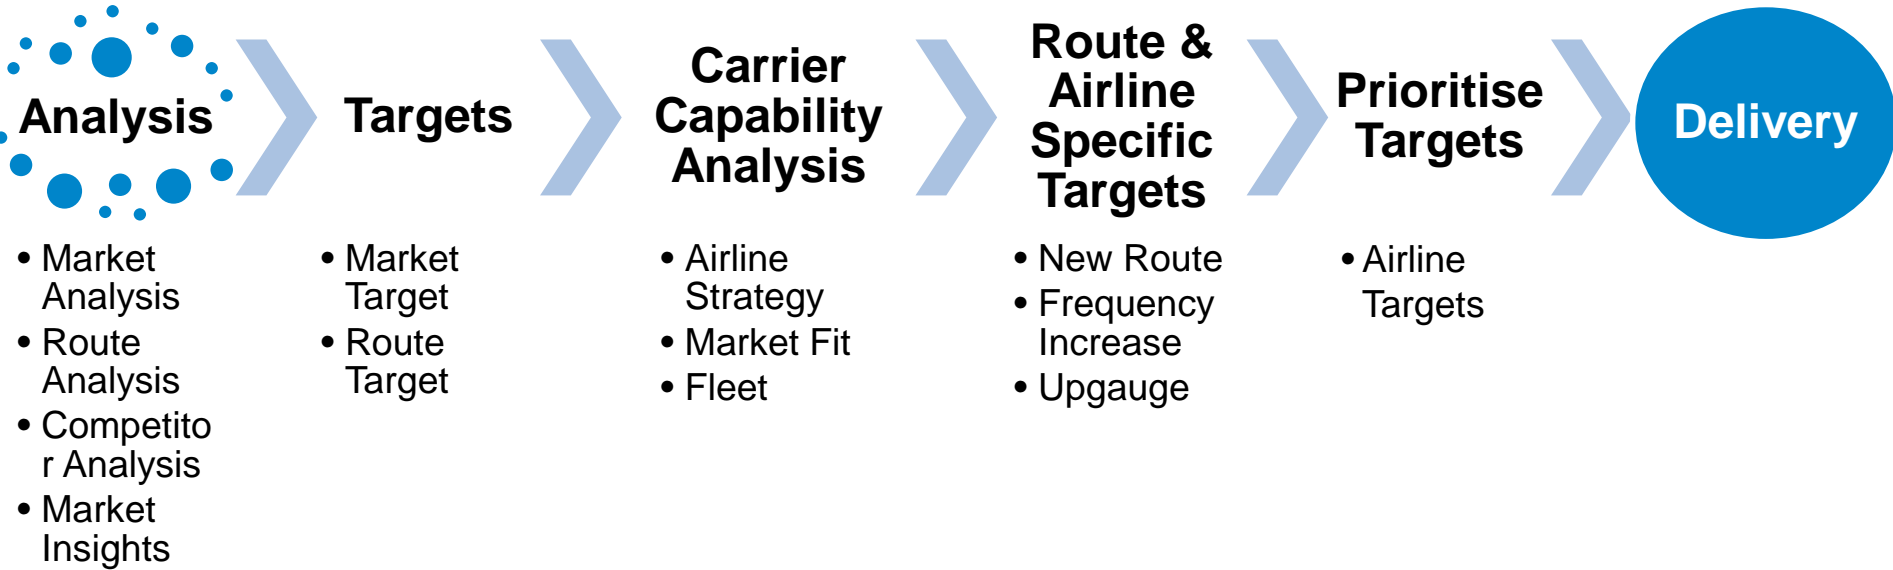 Analysis
• Market
Analysis
• Route
Analysis
• Competito
r Analysis
• Market
Insights
Targets
• Market
Target
• Route
Target
Carrier
Capability
Analysis
• Airline
Strategy
• Market Fit
• Fleet
Route &
Airline
Specific
Targets
• New Route
• Frequency
Increase
• Upgauge
Prioritise
Targets
• Airline
Targets
Delivery